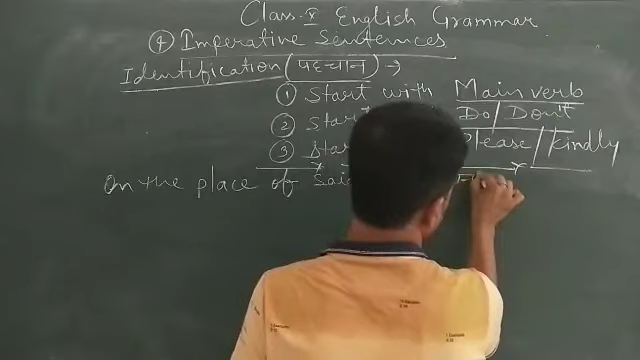 Class-X English Grammar
④ Imperative Sentences
Identification (पहचान) →
① Start with Main verb
② Start Do/Don't
③ Please/kindly
On the place of